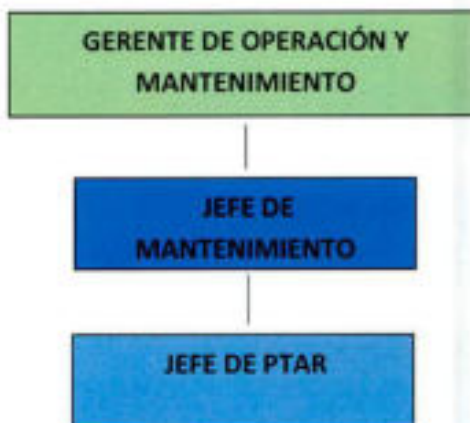 GERENTE DE OPERACIÓN Y
MANTENIMIENTO
JEFE DE
MANTENIMIENTO
JEFE DE PTAR